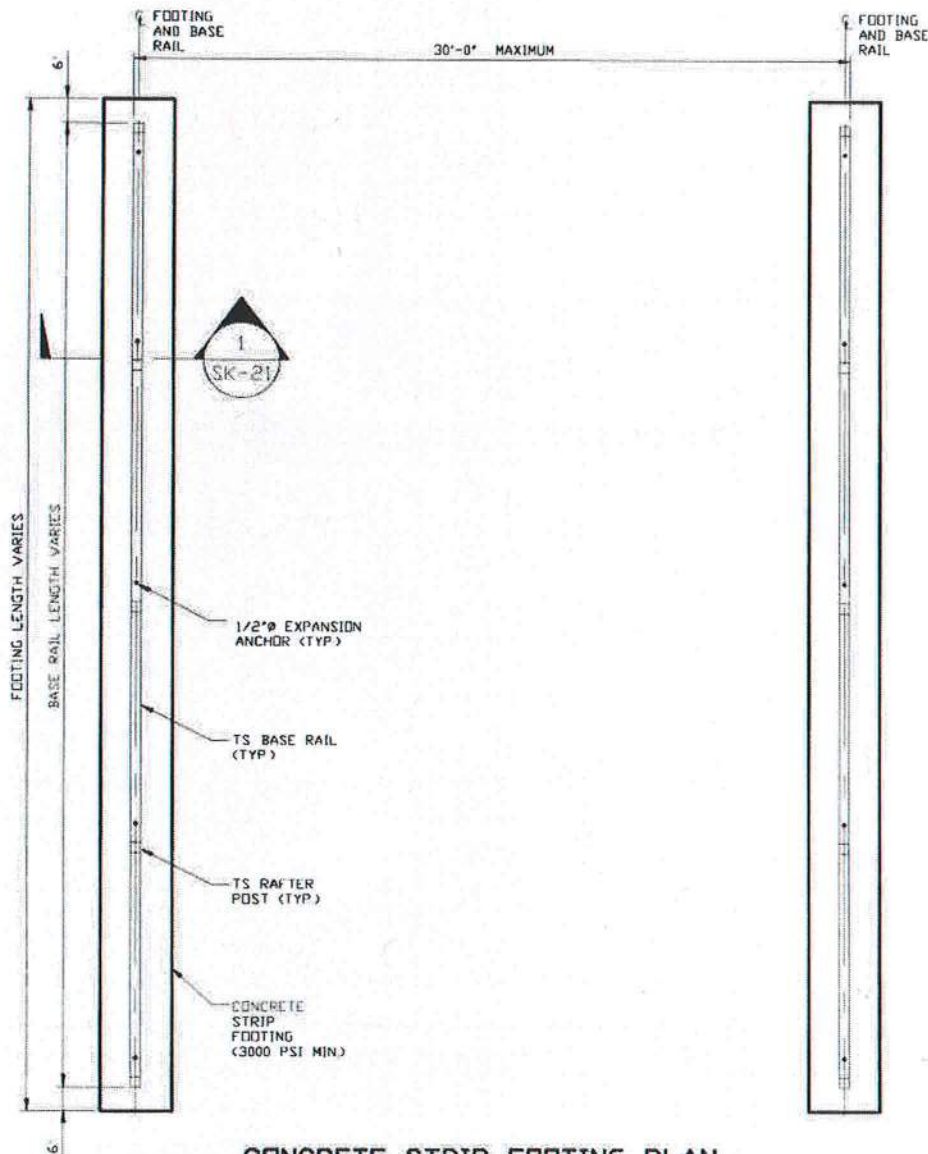 ℄ FOOTING
AND BASE
RAIL
30'-0" MAXIMUM
℄ FOOTING
AND BASE
RAIL
6"
1
SK-21
FOOTING LENGTH VARIES
BASE RAIL LENGTH VARIES
1/2"Ø EXPANSION
ANCHOR (TYP.)
TS BASE RAIL
(TYP)
TS RAFTER
POST (TYP.)
CONCRETE
STRIP
FOOTING
(3000 PSI MIN.)
6"
CONCRETE STRIP FOOTING PLAN